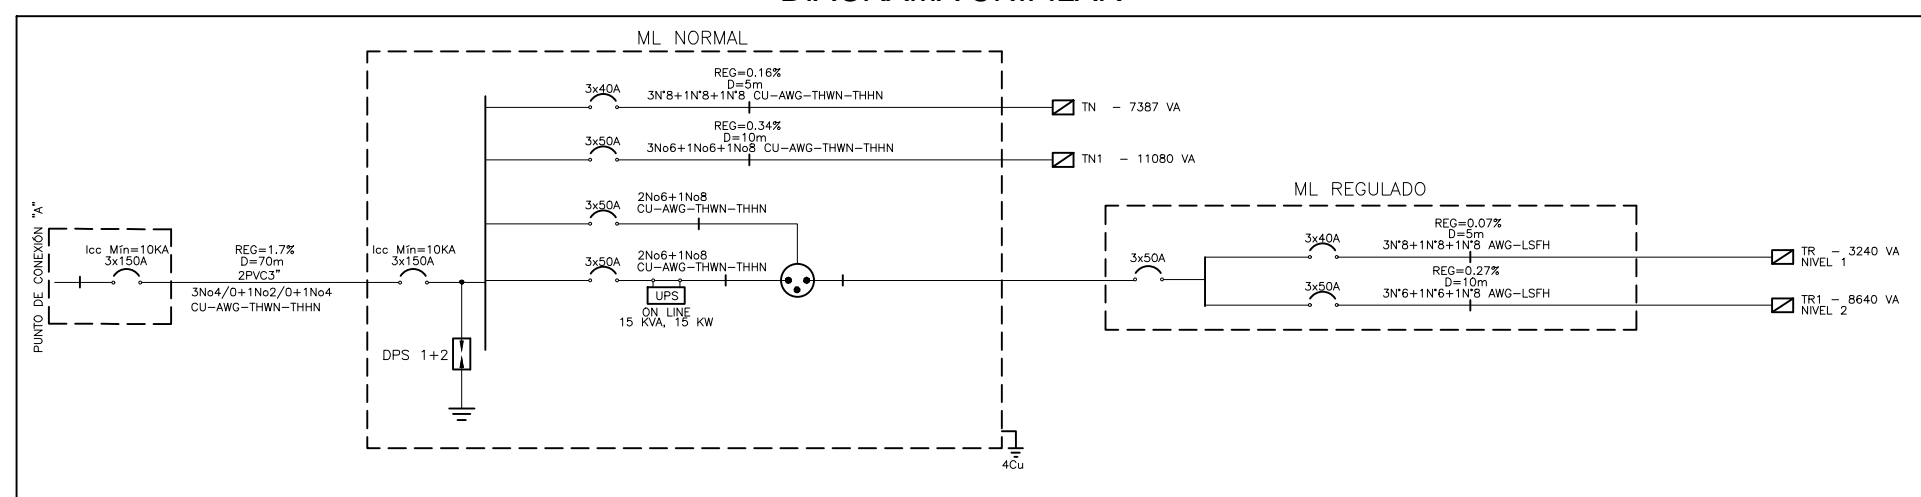 DIAGRAMA UNIFILAR
ML NORMAL
REG=0.16%
D=5m
3x40A
3N°8+1N°8+1N°8 CU-AWG-THWN-THHN
TN - 7387 VA
REG=0.34%
D=10m
3x50A
3No6+1No6+1No8 CU-AWG-THWN-THHN
TN1 - 11080 VA
2No6+1No8
3x50A
CU-AWG-THWN-THHN
2No6+1No8
3x50A
CU-AWG-THWN-THHN
UPS
ON LINE
15 KVA, 15 KW
PUNTO DE CONEXIÓN "A"
Icc Mín=10KA
3x150A
REG=1.7%
D=70m
2PVC3"
3No4/0+1No2/0+1No4
CU-AWG-THWN-THHN
Icc Mín=10KA
3x150A
DPS 1+2
4Cu
ML REGULADO
3x50A
REG=0.07%
D=5m
3x40A
3N°8+1N°8+1N°8 AWG-LSFH
TR - 3240 VA
NIVEL 1
REG=0.27%
D=10m
3x50A
3N°6+1N°6+1N°8 AWG-LSFH
TR1 - 8640 VA
NIVEL 2